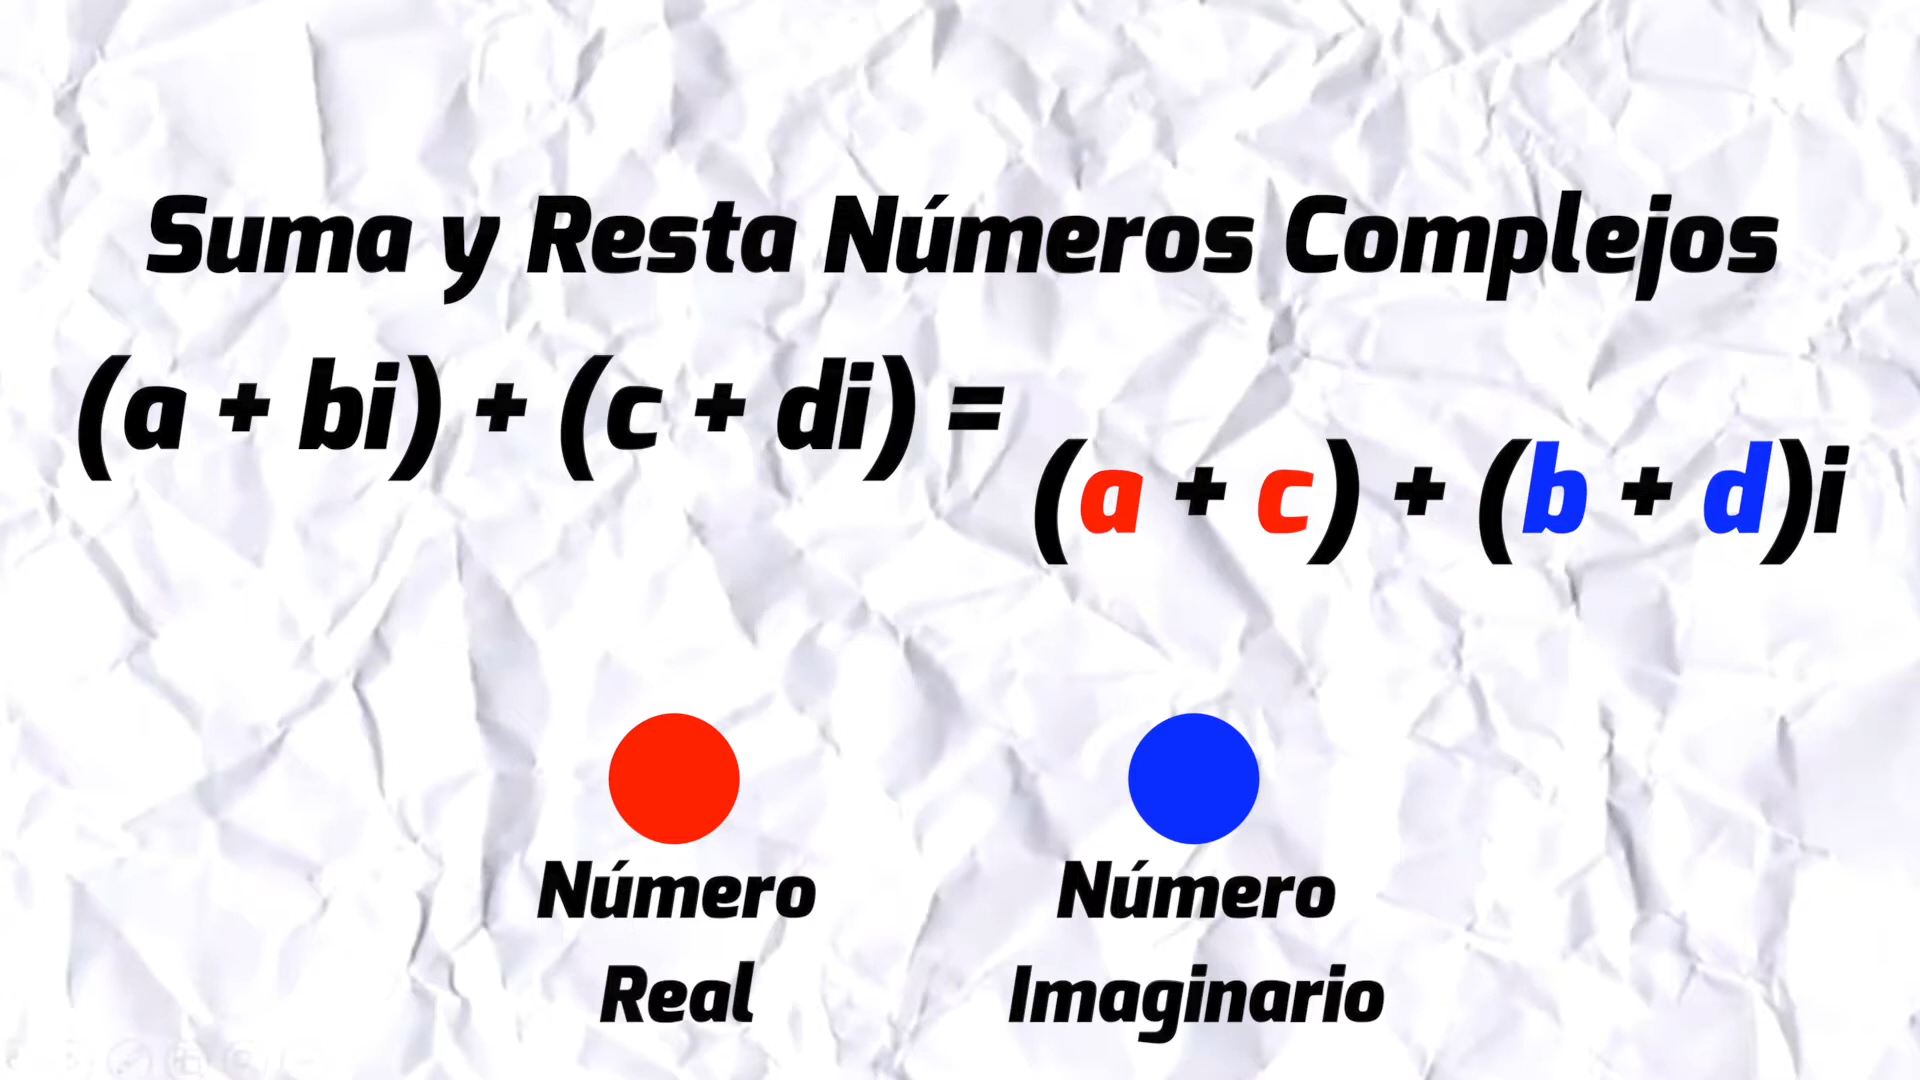 Suma y Resta Números Complejos
(a + bi) + (c + di) =
(a + c) + (b + d)i
Número
Real
Número
Imaginario